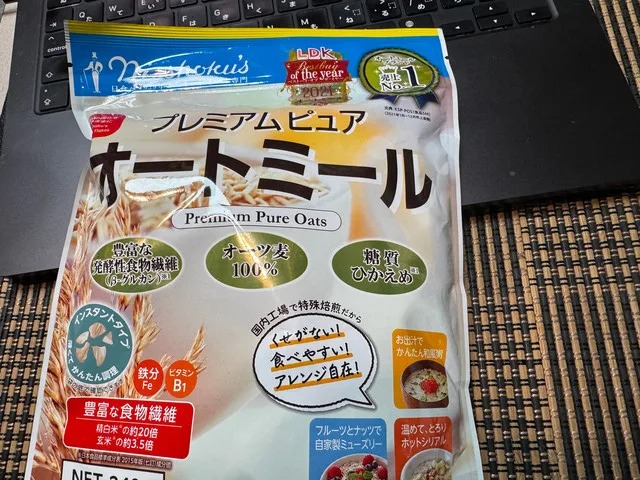 LDK
Best buy
of the year
2021
売上
No.1
プレミアム ピュア
オートミール
Premium Pure Oats
豊富な
発酵性食物繊維
(β-グルカン)
オーツ麦
100%
糖質
ひかえめ
国内工場で特殊焙煎だから
くせがない!
食べやすい!
アレンジ自在!
インスタントタイプ
かんたん調理
鉄分
Fe
ビタミン
B1
お出汁で
かんたん和風粥
豊富な食物繊維
精白米の約20倍
玄米の約3.5倍
フルーツとナッツで
自家製ミューズリー
温めて、とろり
ホットシリアル
NET
control